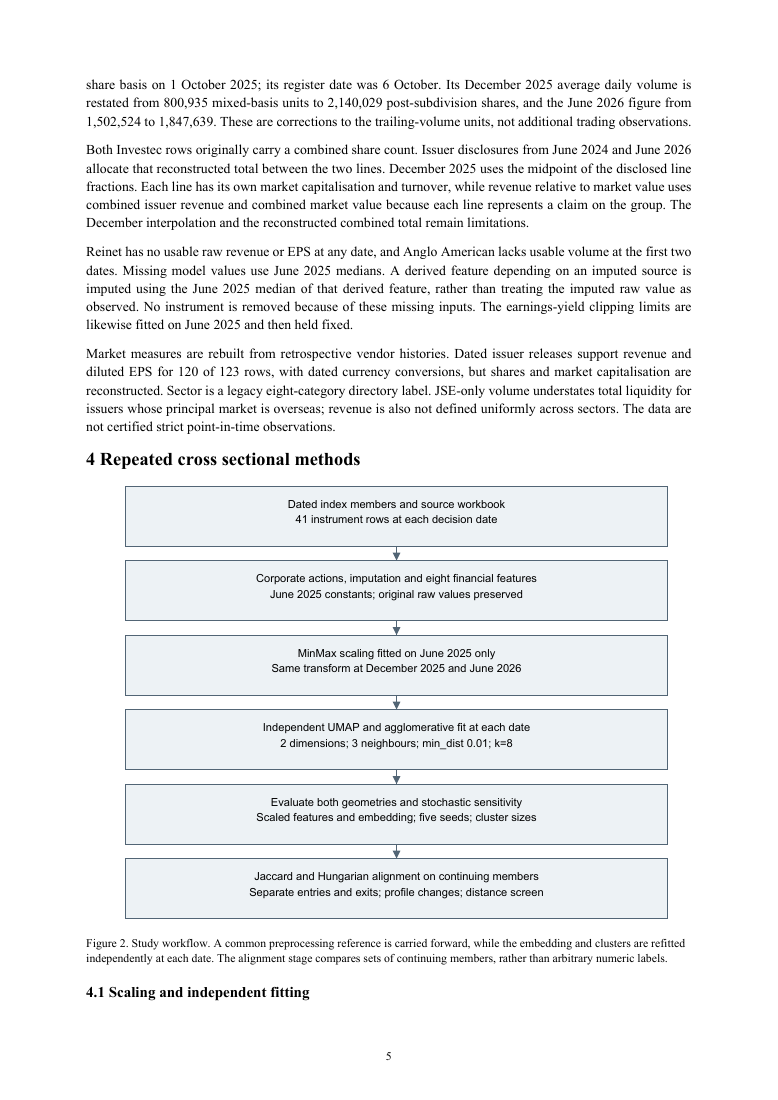 share basis on 1 October 2025; its register date was 6 October. Its December 2025 average daily volume is
restated from 800,935 mixed-basis units to 2,140,029 post-subdivision shares, and the June 2026 figure from
1,502,524 to 1,847,639. These are corrections to the trailing-volume units, not additional trading observations.
Both Investec rows originally carry a combined share count. Issuer disclosures from June 2024 and June 2026
allocate that reconstructed total between the two lines. December 2025 uses the midpoint of the disclosed line
fractions. Each line has its own market capitalisation and turnover, while revenue relative to market value uses
combined issuer revenue and combined market value because each line represents a claim on the group. The
December interpolation and the reconstructed combined total remain limitations.
Reinet has no usable raw revenue or EPS at any date, and Anglo American lacks usable volume at the first two
dates. Missing model values use June 2025 medians. A derived feature depending on an imputed source is
imputed using the June 2025 median of that derived feature, rather than treating the imputed raw value as
observed. No instrument is removed because of these missing inputs. The earnings-yield clipping limits are
likewise fitted on June 2025 and then held fixed.
Market measures are rebuilt from retrospective vendor histories. Dated issuer releases support revenue and
diluted EPS for 120 of 123 rows, with dated currency conversions, but shares and market capitalisation are
reconstructed. Sector is a legacy eight-category directory label. JSE-only volume understates total liquidity for
issuers whose principal market is overseas; revenue is also not defined uniformly across sectors. The data are
not certified strict point-in-time observations.
4 Repeated cross sectional methods
Dated index members and source workbook
41 instrument rows at each decision date
Corporate actions, imputation and eight financial features
June 2025 constants; original raw values preserved
MinMax scaling fitted on June 2025 only
Same transform at December 2025 and June 2026
Independent UMAP and agglomerative fit at each date
2 dimensions; 3 neighbours; min_dist 0.01; k=8
Evaluate both geometries and stochastic sensitivity
Scaled features and embedding; five seeds; cluster sizes
Jaccard and Hungarian alignment on continuing members
Separate entries and exits; profile changes; distance screen
Figure 2. Study workflow. A common preprocessing reference is carried forward, while the embedding and clusters are refitted
independently at each date. The alignment stage compares sets of continuing members, rather than arbitrary numeric labels.
4.1 Scaling and independent fitting
5